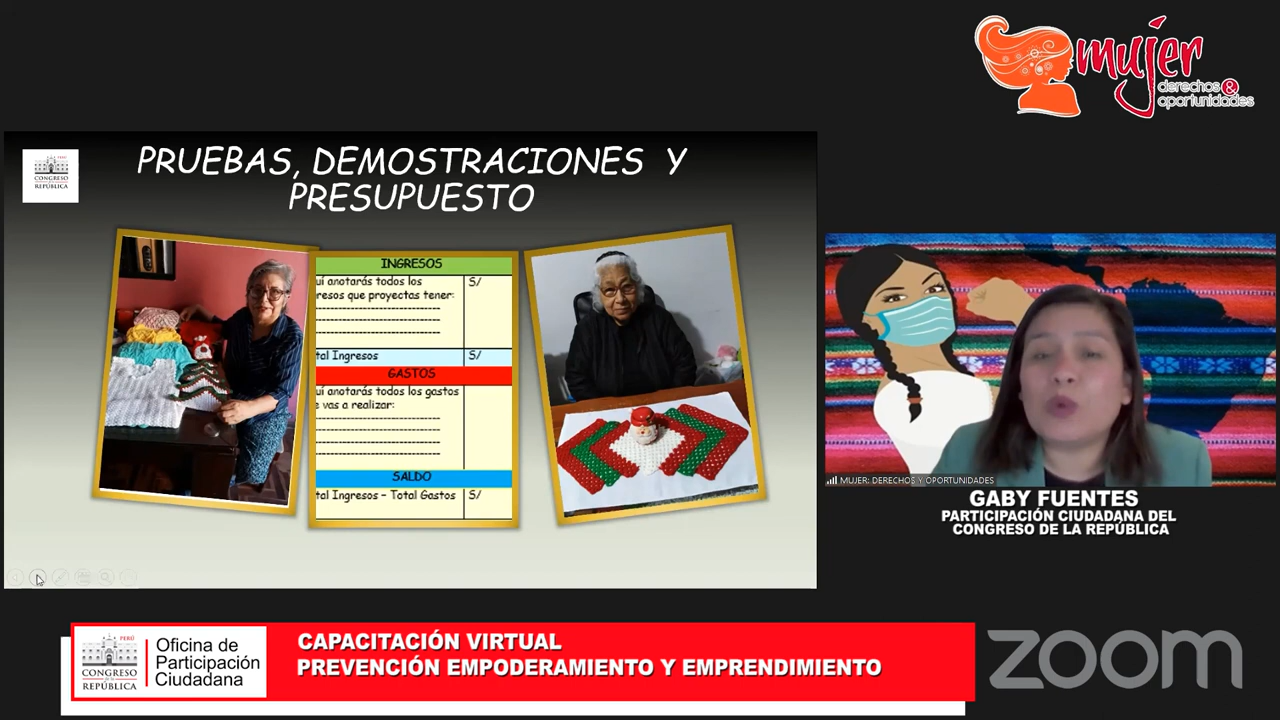 mujer
derechos &
oportunidades
PERÚ
CONGRESO
REPÚBLICA
PRUEBAS, DEMOSTRACIONES Y
PRESUPUESTO
INGRESOS
uí anotarás todos los
resos que proyectas tener:
S/
tal Ingresos
S/
GASTOS
uí anotarás todos los gastos
e vas a realizar:
SALDO
tal Ingresos - Total Gastos
S/
MUJER: DERECHOS Y OPORTUNIDADES
GABY FUENTES
PARTICIPACIÓN CIUDADANA DEL
CONGRESO DE LA REPÚBLICA
PERÚ
CONGRESO
de la
REPÚBLICA
Oficina de
Participación
Ciudadana
CAPACITACIÓN VIRTUAL
PREVENCIÓN EMPODERAMIENTO Y EMPRENDIMIENTO
zoom